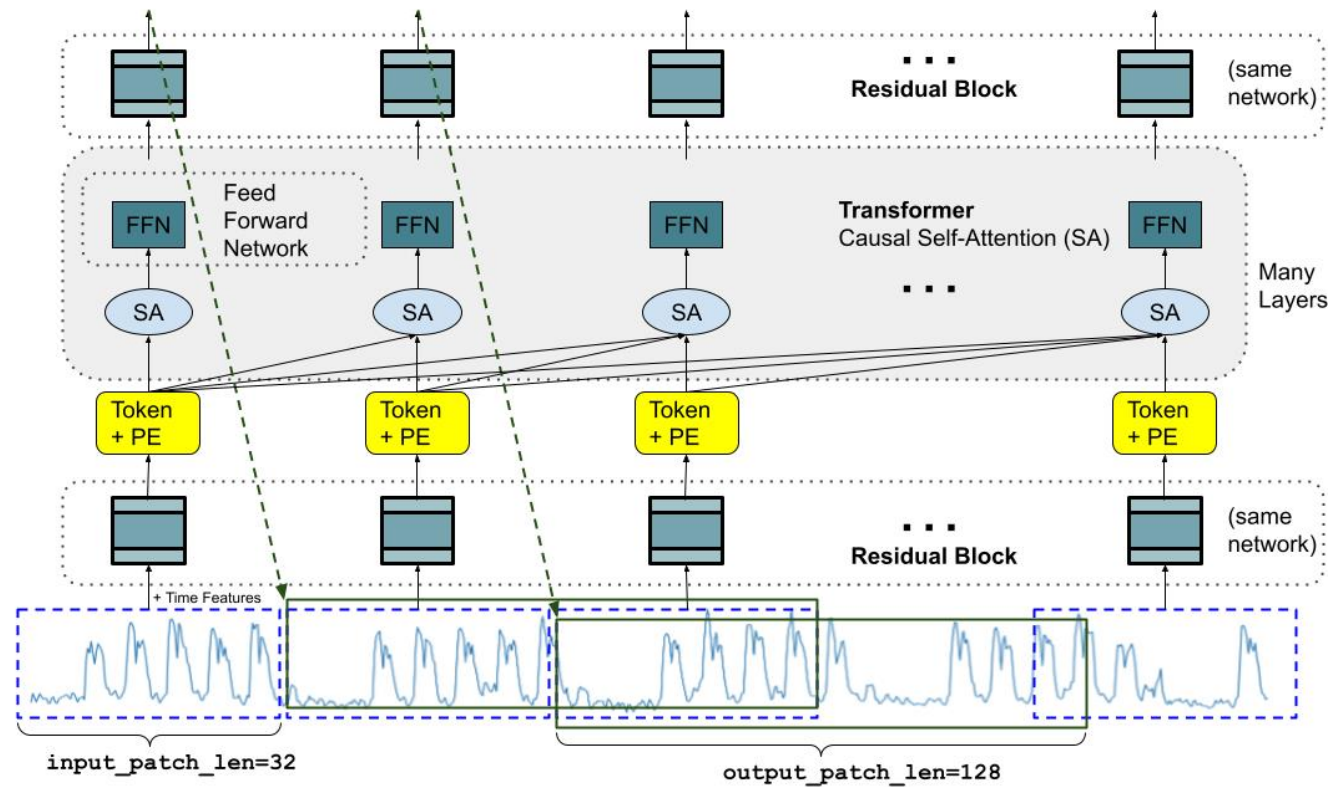 . . .
Residual Block
(same
network)
Feed
Forward
Network
FFN
FFN
FFN
FFN
Transformer
Causal Self-Attention (SA)
. . .
Many
Layers
SA
SA
SA
SA
Token
+ PE
Token
+ PE
Token
+ PE
Token
+ PE
. . .
Residual Block
(same
network)
+ Time Features
input_patch_len=32
output_patch_len=128